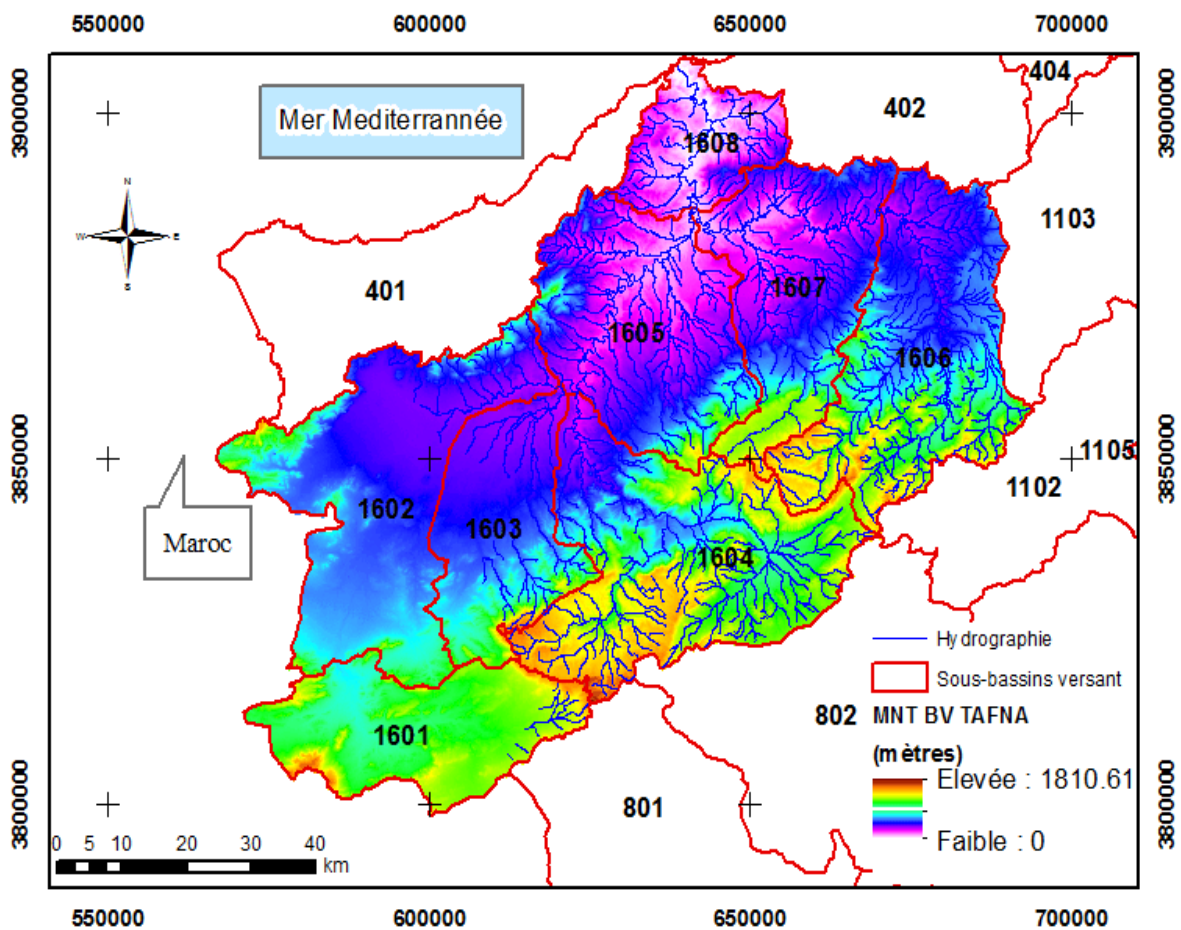 550000 600000 650000 700000
404
3900000 Mer Mediterrannée 402 3900000
1608
N
W E
S
1103
401
1607
1605
1606
3850000 1105 3850000
1102
1602
1603
Maroc
1604
Hydrographie
Sous-bassins versant
802 MNT BV TAFNA
(mètres)
Elevée : 1810.61
Faible : 0
1601
3800000 801 3800000
0 5 10 20 30 40
km
550000 600000 650000 700000